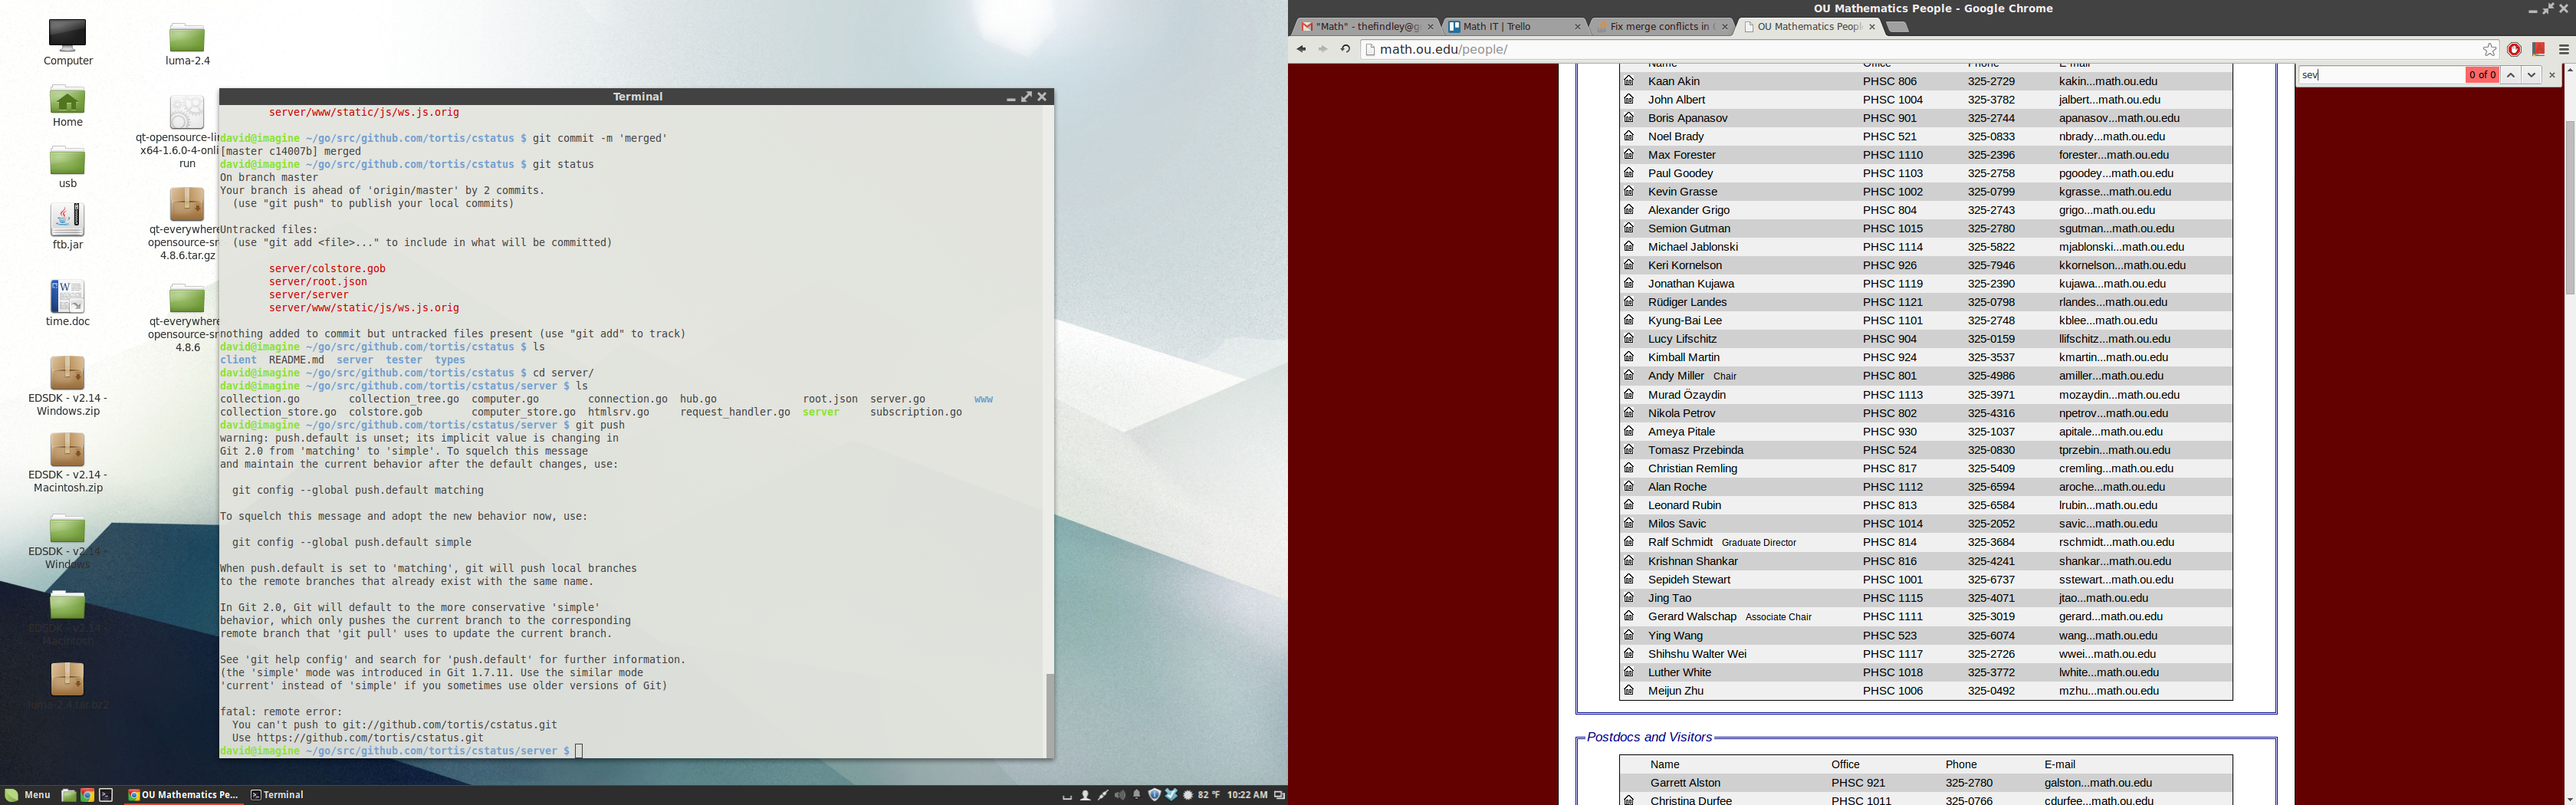 Computer
luma-2.4
Home
qt-opensource-li
x64-1.6.0-4-onli
run
usb
ftb.jar
qt-everywhere
opensource-sr
4.8.6.tar.gz
time.doc
qt-everywhere
opensource-sr
4.8.6
EDSDK - v2.14 -
Windows.zip
EDSDK - v2.14 -
Macintosh.zip
EDSDK - v2.14 -
Windows
EDSDK - v2.14 -
Macintosh
Terminal
server/www/static/js/ws.js.orig
david@imagine ~/go/src/github.com/tortis/cstatus $ git commit -m 'merged'
[master c14007b] merged
david@imagine ~/go/src/github.com/tortis/cstatus $ git status
On branch master
Your branch is ahead of 'origin/master' by 2 commits.
(use "git push" to publish your local commits)
Untracked files:
(use "git add <file>..." to include in what will be committed)
server/colstore.gob
server/root.json
server/server
server/www/static/js/ws.js.orig
nothing added to commit but untracked files present (use "git add" to track)
david@imagine ~/go/src/github.com/tortis/cstatus $ ls
client README.md server tester types
david@imagine ~/go/src/github.com/tortis/cstatus $ cd server/
david@imagine ~/go/src/github.com/tortis/cstatus/server $ ls
collection.go collection_tree.go computer.go connection.go hub.go root.json server.go www
collection_store.go colstore.gob computer_store.go htmlsrv.go request_handler.go server subscription.go
david@imagine ~/go/src/github.com/tortis/cstatus/server $ git push
warning: push.default is unset; its implicit value is changing in
Git 2.0 from 'matching' to 'simple'. To squelch this message
and maintain the current behavior after the default changes, use:
git config --global push.default matching
To squelch this message and adopt the new behavior now, use:
git config --global push.default simple
When push.default is set to 'matching', git will push local branches
to the remote branches that already exist with the same name.
In Git 2.0, Git will default to the more conservative 'simple'
behavior, which only pushes the current branch to the corresponding
remote branch that 'git pull' uses to update the current branch.
See 'git help config' and search for 'push.default' for further information.
(the 'simple' mode was introduced in Git 1.7.11. Use the similar mode
'current' instead of 'simple' if you sometimes use older versions of Git)
fatal: remote error:
You can't push to git://github.com/tortis/cstatus.git
Use https://github.com/tortis/cstatus.git
david@imagine ~/go/src/github.com/tortis/cstatus/server $
Menu
OU Mathematics Pe...
Terminal
82 °F 10:22 AM
OU Mathematics People - Google Chrome
"Math" - thefindley@g
Math IT | Trello
Fix merge conflicts in
OU Mathematics Peopl
math.ou.edu/people/
sev 0 of 0
Name Office Phone E-mail
Kaan Akin PHSC 806 325-2729 kakin...math.ou.edu
John Albert PHSC 1004 325-3782 jalbert...math.ou.edu
Boris Apanasov PHSC 901 325-2744 apanasov...math.ou.edu
Noel Brady PHSC 521 325-0833 nbrady...math.ou.edu
Max Forester PHSC 1110 325-2396 forester...math.ou.edu
Paul Goodey PHSC 1103 325-2758 pgoodey...math.ou.edu
Kevin Grasse PHSC 1002 325-0799 kgrasse...math.ou.edu
Alexander Grigo PHSC 804 325-2743 grigo...math.ou.edu
Semion Gutman PHSC 1015 325-2780 sgutman...math.ou.edu
Michael Jablonski PHSC 1114 325-5822 mjablonski...math.ou.edu
Keri Kornelson PHSC 926 325-7946 kkornelson...math.ou.edu
Jonathan Kujawa PHSC 1119 325-2390 kujawa...math.ou.edu
Rüdiger Landes PHSC 1121 325-0798 rlandes...math.ou.edu
Kyung-Bai Lee PHSC 1101 325-2748 kblee...math.ou.edu
Lucy Lifschitz PHSC 904 325-0159 llifschitz...math.ou.edu
Kimball Martin PHSC 924 325-3537 kmartin...math.ou.edu
Andy Miller Chair PHSC 801 325-4986 amiller...math.ou.edu
Murad Özaydin PHSC 1113 325-3971 mozaydin...math.ou.edu
Nikola Petrov PHSC 802 325-4316 npetrov...math.ou.edu
Ameya Pitale PHSC 930 325-1037 apitale...math.ou.edu
Tomasz Przebinda PHSC 524 325-0830 tprzebin...math.ou.edu
Christian Remling PHSC 817 325-5409 cremling...math.ou.edu
Alan Roche PHSC 1112 325-6594 aroche...math.ou.edu
Leonard Rubin PHSC 813 325-6584 lrubin...math.ou.edu
Milos Savic PHSC 1014 325-2052 savic...math.ou.edu
Ralf Schmidt Graduate Director PHSC 814 325-3684 rschmidt...math.ou.edu
Krishnan Shankar PHSC 816 325-4241 shankar...math.ou.edu
Sepideh Stewart PHSC 1001 325-6737 sstewart...math.ou.edu
Jing Tao PHSC 1115 325-4071 jtao...math.ou.edu
Gerard Walschap Associate Chair PHSC 1111 325-3019 gerard...math.ou.edu
Ying Wang PHSC 523 325-6074 wang...math.ou.edu
Shihshu Walter Wei PHSC 1117 325-2726 wwei...math.ou.edu
Luther White PHSC 1018 325-3772 lwhite...math.ou.edu
Meijun Zhu PHSC 1006 325-0492 mzhu...math.ou.edu
Postdocs and Visitors
Name Office Phone E-mail
Garrett Alston PHSC 921 325-2780 galston...math.ou.edu
Christina Durfee PHSC 1011 325-0766 cdurfee...math.ou.edu